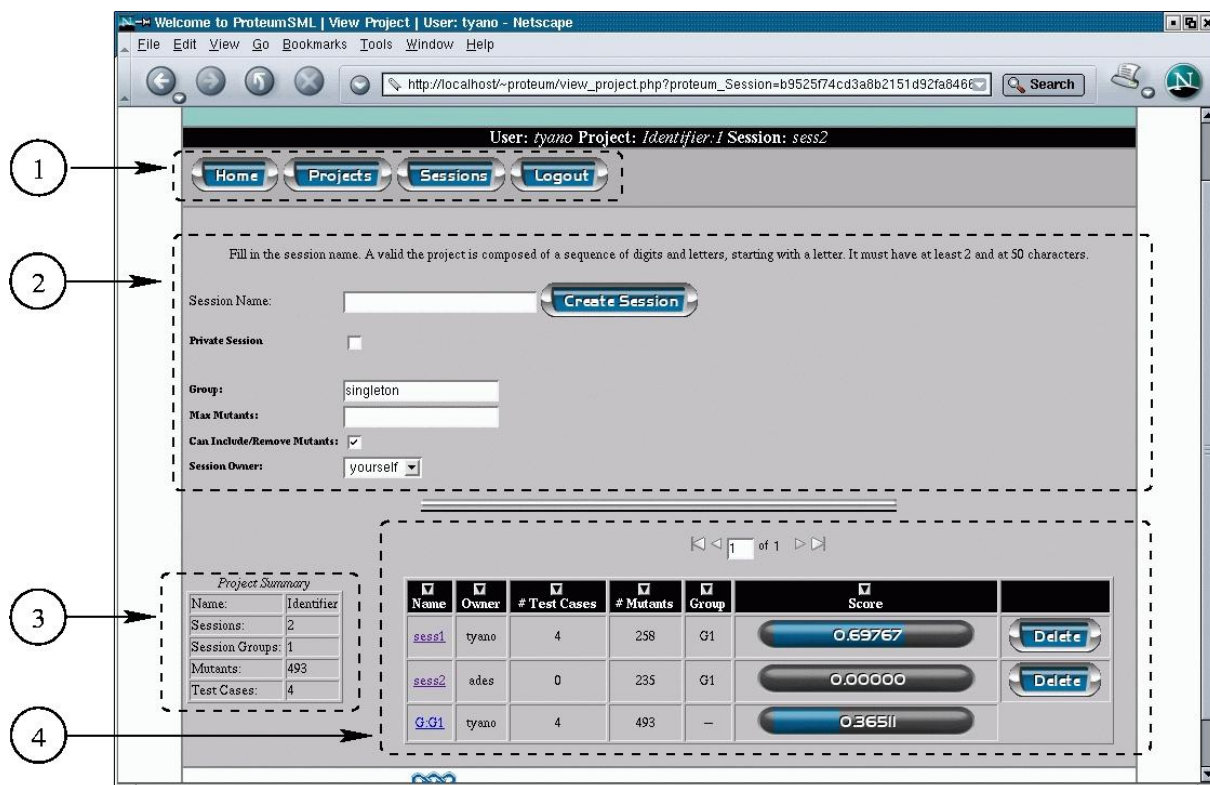 Welcome to ProteumSML | View Project | User: tyano - Netscape
File Edit View Go Bookmarks Tools Window Help
http://localhost/~proteum/view_project.php?proteum_Session=b9525f74cd3a8b2151d92fa8466
Search
N
User: tyano Project: Identifier:1 Session: sess2
1
Home Projects Sessions Logout
2
Fill in the session name. A valid the project is composed of a sequence of digits and letters, starting with a letter. It must have at least 2 and at 50 characters.
Session Name: Create Session
Private Session
Group: singleton
Max Mutants:
Can Include/Remove Mutants:
Session Owner: yourself
1 of 1
3
Project Summary
Name: Identifier
Sessions: 2
Session Groups: 1
Mutants: 493
Test Cases: 4
4
Name Owner # Test Cases # Mutants Group Score
sess1 tyano 4 258 G1 0.69767 Delete
sess2 ades 0 235 G1 0.00000 Delete
G:G1 tyano 4 493 – 0.36511